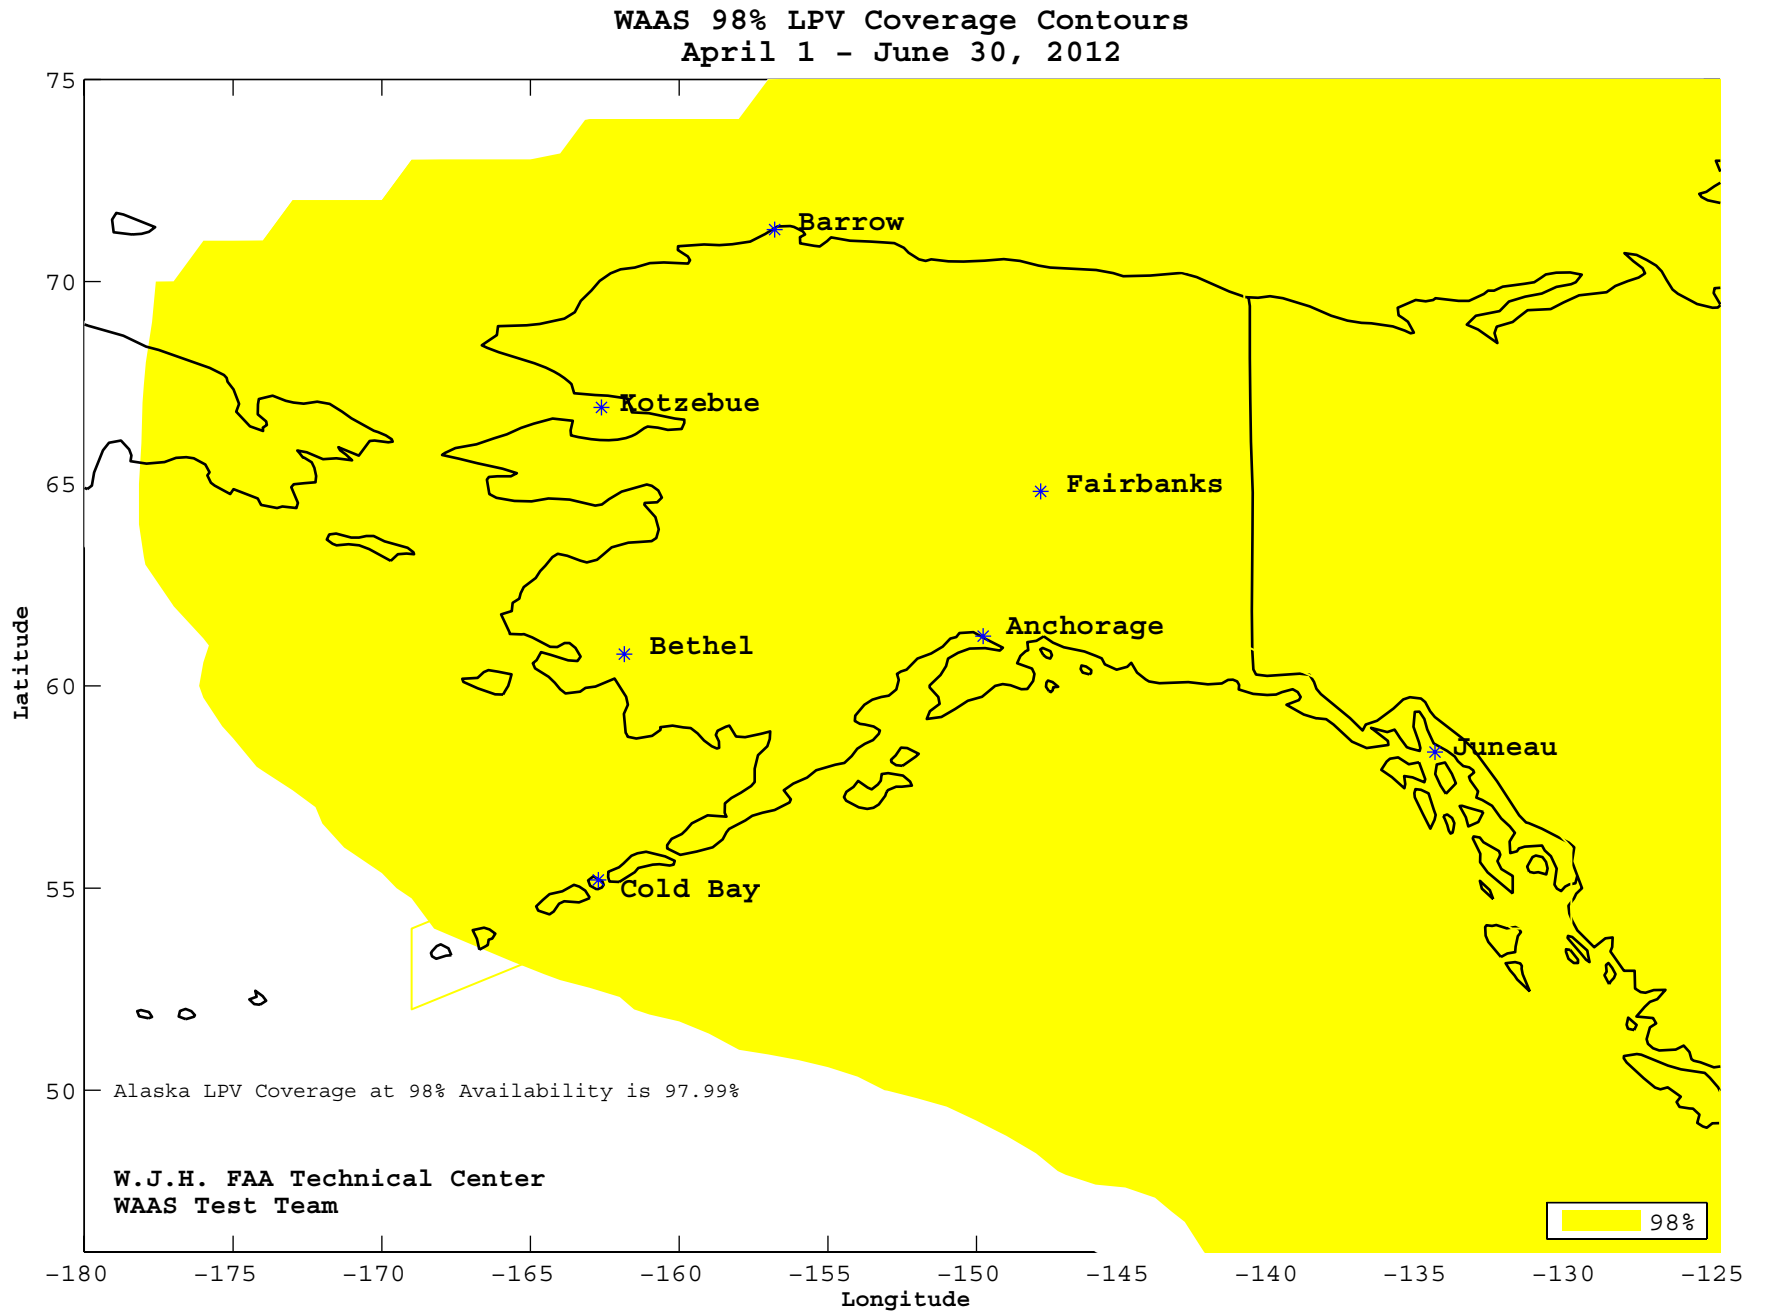 WAAS 98% LPV Coverage Contours
April 1 - June 30, 2012
75
70
65
60
55
50
Latitude
Barrow
Kotzebue
Fairbanks
Anchorage
Bethel
Juneau
Cold Bay
Alaska LPV Coverage at 98% Availability is 97.99%
W.J.H. FAA Technical Center
WAAS Test Team
98%
-180 -175 -170 -165 -160 -155 -150 -145 -140 -135 -130 -125
Longitude